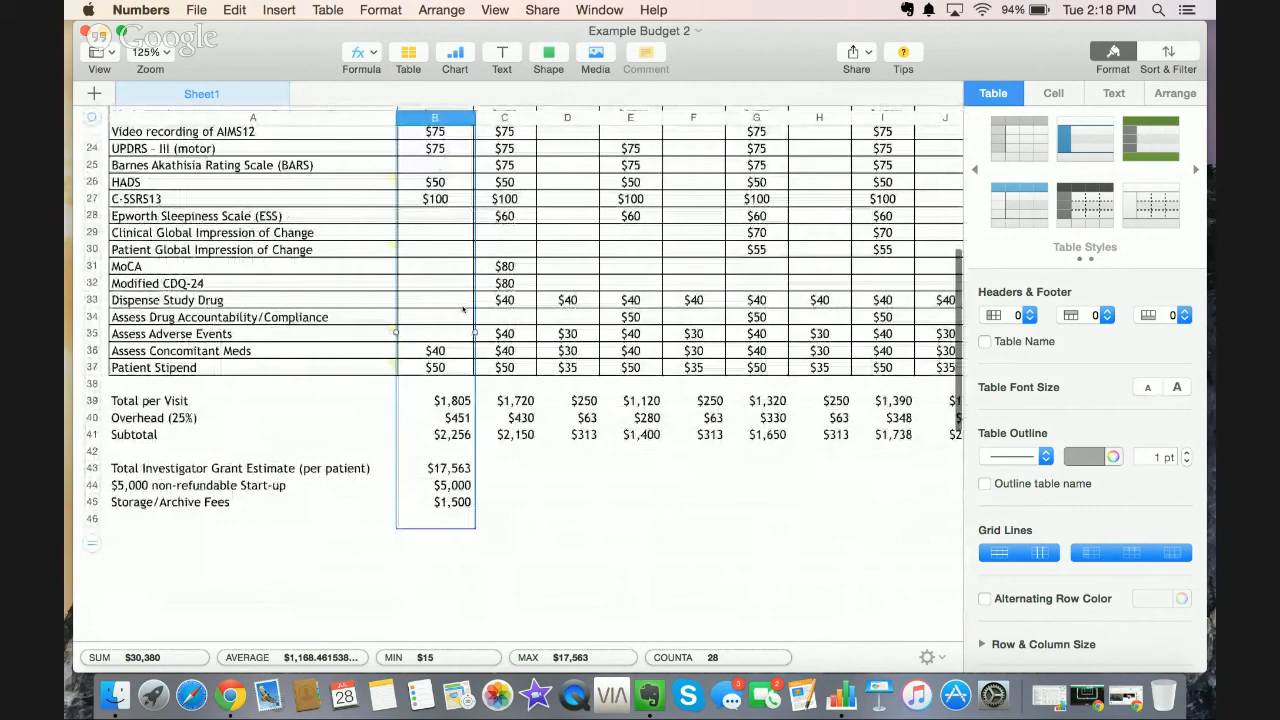 Numbers File Edit Insert Table Format Arrange View Share Window Help 94% Tue 2:18 PM
Google
Example Budget 2
125%
View Zoom Formula Table Chart Text Shape Media Comment Share Tips Format Sort & Filter
Sheet1
Table Cell Text Arrange
A B C D E F G H I J
Video recording of AIMS12 $75 $75 $75 $75
24 UPDRS - III (motor) $75 $75 $75 $75 $75
25 Barnes Akathisia Rating Scale (BARS) $75 $75 $75 $75
26 HADS $50 $50 $50 $50 $50
27 C-SSRS13 $100 $100 $100 $100 $100
28 Epworth Sleepiness Scale (ESS) $60 $60 $60 $60
29 Clinical Global Impression of Change $70 $70
30 Patient Global Impression of Change $55 $55
31 MoCA $80
32 Modified CDQ-24 $80
33 Dispense Study Drug $40 $40 $40 $40 $40 $40 $40 $40
34 Assess Drug Accountability/Compliance $50 $50 $50
35 Assess Adverse Events $40 $30 $40 $30 $40 $30 $40 $30
36 Assess Concomitant Meds $40 $40 $30 $40 $30 $40 $30 $40 $30
37 Patient Stipend $50 $50 $35 $50 $35 $50 $35 $50 $35
38
39 Total per Visit $1,805 $1,720 $250 $1,120 $250 $1,320 $250 $1,390
40 Overhead (25%) $451 $430 $63 $280 $63 $330 $63 $348
41 Subtotal $2,256 $2,150 $313 $1,400 $313 $1,650 $313 $1,738
42
43 Total Investigator Grant Estimate (per patient) $17,563
44 $5,000 non-refundable Start-up $5,000
45 Storage/Archive Fees $1,500
46
Table Styles
Headers & Footer
0 0 0
Table Name
Table Font Size A A
Table Outline
1 pt
Outline table name
Grid Lines
Alternating Row Color
Row & Column Size
SUM $30,380 AVERAGE $1,168.461538... MIN $15 MAX $17,563 COUNTA 28
JUL 28 VIA 3 2